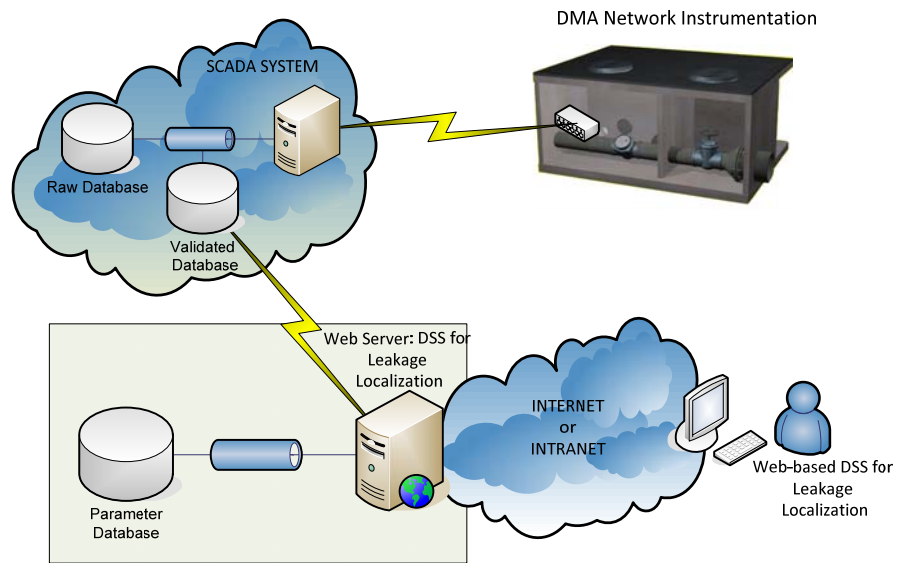 DMA Network Instrumentation
SCADA SYSTEM
Raw Database
Validated
Database
Web Server: DSS for
Leakage
Localization
INTERNET
or
INTRANET
Parameter
Database
Web-based DSS for
Leakage
Localization